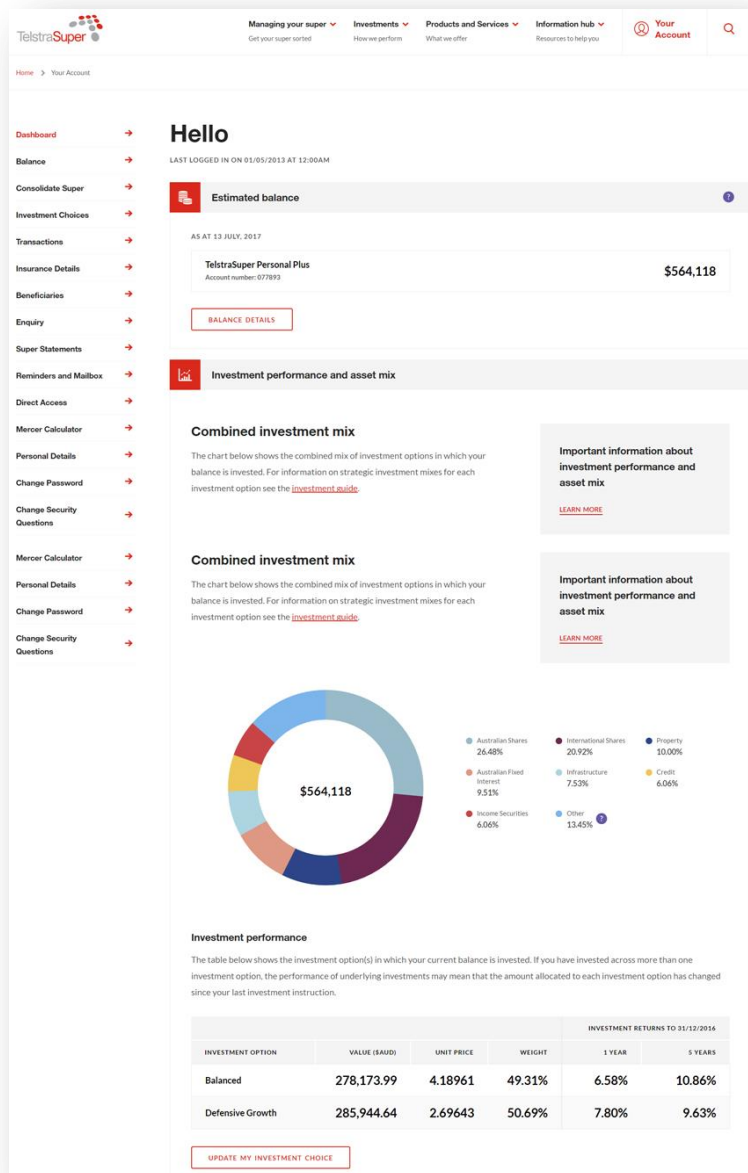 TelstraSuper
Managing your super
Get your super sorted
Investments
How we perform
Products and Services
What we offer
Information hub
Resources to help you
Your
Account
Home > Your Account
Dashboard
Balance
Consolidate Super
Investment Choices
Transactions
Insurance Details
Beneficiaries
Enquiry
Super Statements
Reminders and Mailbox
Direct Access
Mercer Calculator
Personal Details
Change Password
Change Security
Questions
Mercer Calculator
Personal Details
Change Password
Change Security
Questions
Hello
LAST LOGGED IN ON 01/05/2013 AT 12:00AM
Estimated balance
?
AS AT 13 JULY, 2017
TelstraSuper Personal Plus
Account number: 077893
$564,118
BALANCE DETAILS
Investment performance and asset mix
Combined investment mix
The chart below shows the combined mix of investment options in which your
balance is invested. For information on strategic investment mixes for each
investment option see the investment guide.
Important information about
investment performance and
asset mix
LEARN MORE
Combined investment mix
The chart below shows the combined mix of investment options in which your
balance is invested. For information on strategic investment mixes for each
investment option see the investment guide.
Important information about
investment performance and
asset mix
LEARN MORE
$564,118
Australian Shares
26.48%
International Shares
20.92%
Property
10.00%
Australian Fixed
Interest
9.51%
Infrastructure
7.53%
Credit
6.06%
Income Securities
6.06%
Other
13.45%
?
Investment performance
The table below shows the investment option(s) in which your current balance is invested. If you have invested across more than one
investment option, the performance of underlying investments may mean that the amount allocated to each investment option has changed
since your last investment instruction.
INVESTMENT RETURNS TO 31/12/2016
INVESTMENT OPTION VALUE ($AUD) UNIT PRICE WEIGHT 1 YEAR 5 YEARS
Balanced 278,173.99 4.18961 49.31% 6.58% 10.86%
Defensive Growth 285,944.64 2.69643 50.69% 7.80% 9.63%
UPDATE MY INVESTMENT CHOICE